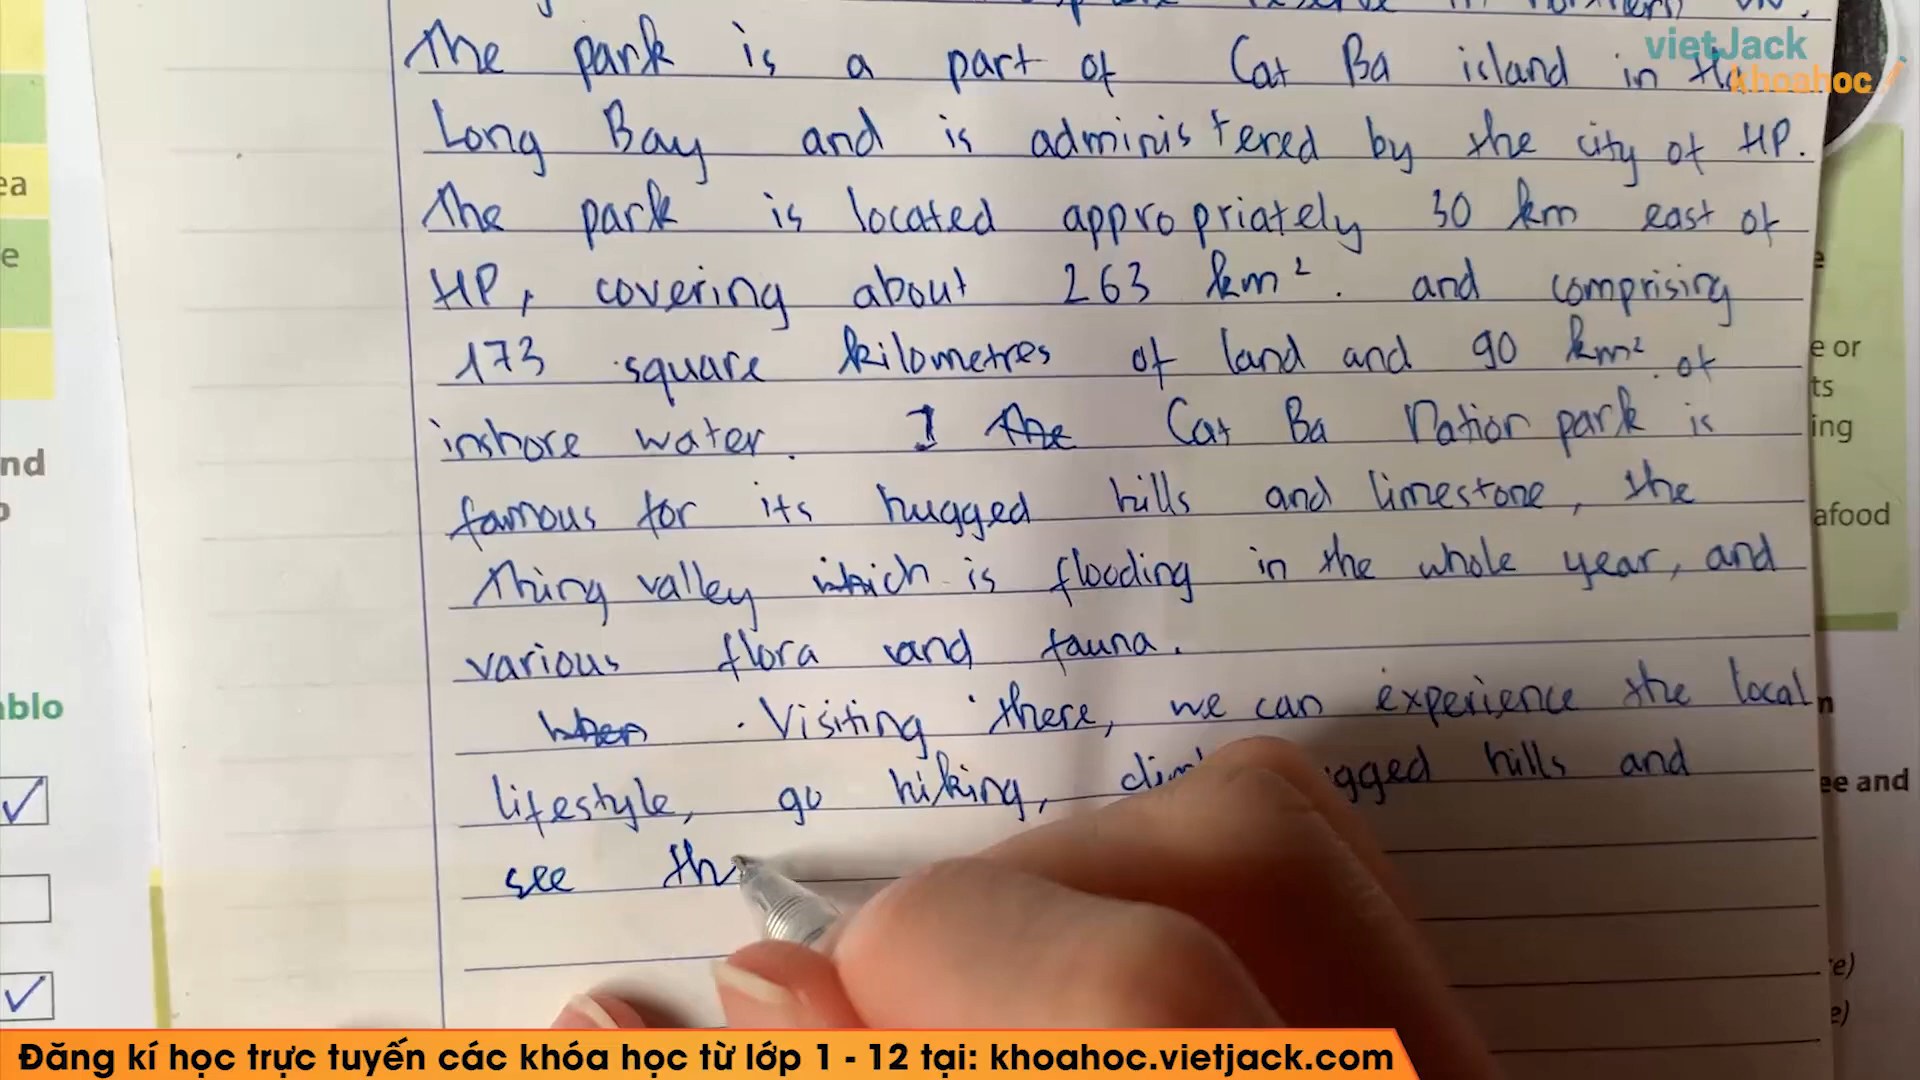 The park is a part of Cat Ba island in Ha
Long Bay and is administered by the city of HP.
The park is located appropriately 30 km east of
HP, covering about 263 km². and comprising
173 square kilometres of land and 90 km² of
inshore water. The Cat Ba Nation park is
famous for its rugged hills and limestone, the
Thing valley which is flooding in the whole year, and
various flora and fauna.
when Visiting there, we can experience the local
lifestyle, go hiking, hills and
see th
vietJack
khoahoc
ea
e
nd
ablo
e or
ts
ing
afood
n
ee and
e)
e)
Đăng kí học trực tuyến các khóa học từ lớp 1 - 12 tại: khoahoc.vietjack.com